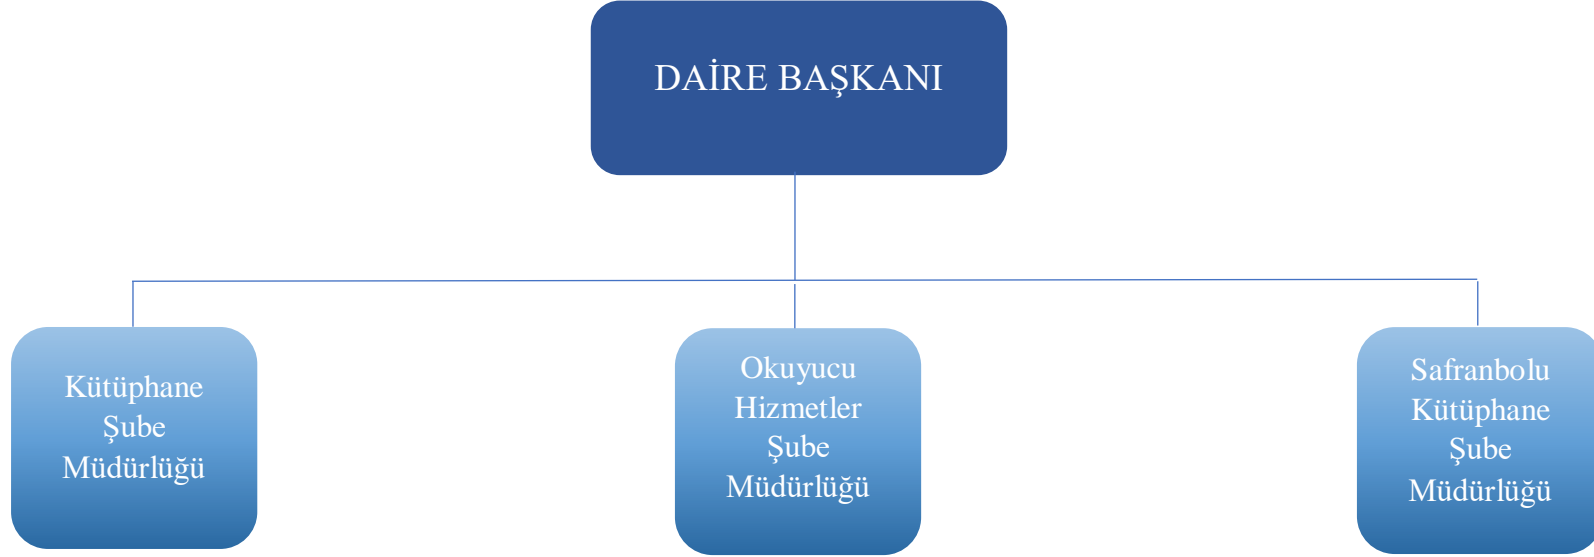 DAİRE BAŞKANI
Kütüphane
Şube
Müdürlüğü
Okuyucu
Hizmetler
Şube
Müdürlüğü
Safranbolu
Kütüphane
Şube
Müdürlüğü